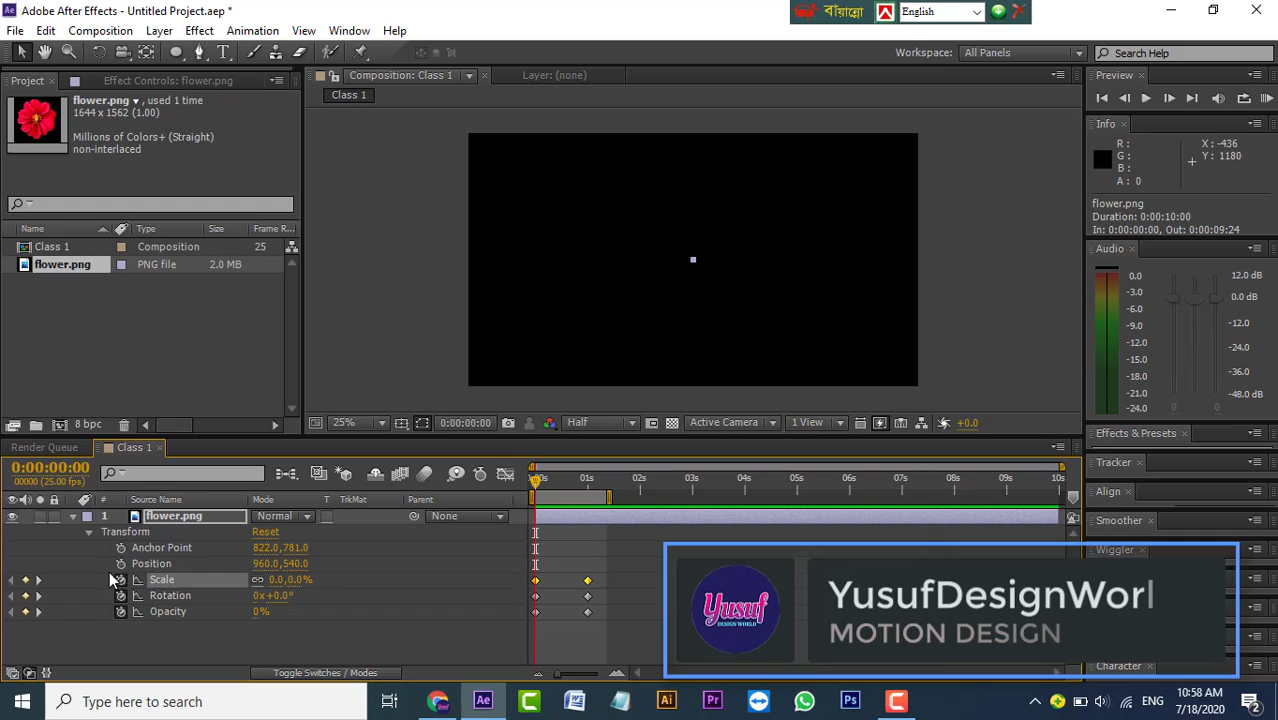 Adobe After Effects - Untitled Project.aep *
বায়ান্নো English
File Edit Composition Layer Effect Animation View Window Help
Workspace: All Panels Search Help
Project Effect Controls: flower.png
Composition: Class 1 Layer: (none)
Preview
Class 1
flower.png , used 1 time
1644 x 1562 (1.00)
Millions of Colors+ (Straight)
non-interlaced
Info
R :
G :
B :
A : 0
X : -436
Y : 1180
flower.png
Duration: 0:00:10:00
In: 0:00:00:00, Out: 0:00:09:24
Name Type Size Frame R...
Class 1 Composition 25
flower.png PNG file 2.0 MB
Audio
0.0 12.0 dB
-3.0
-6.0 0.0 dB
-9.0
-12.0 -12.0
-15.0 -24.0
-18.0 -36.0
-21.0
-24.0 -48.0 dB
0 0
8 bpc
25% 0:00:00:00 Half Active Camera 1 View +0.0
Effects & Presets
Render Queue Class 1
Tracker
0:00:00:00
00000 (25.00 fps)
00s 01s 02s 03s 04s 05s 06s 07s 08s 09s 10s
Align
# Source Name Mode T TrkMat Parent
1 flower.png Normal None
Smoother
Transform Reset
Anchor Point 822.0,781.0
Wiggler
Position 960.0,540.0
Scale 0.0,0.0%
Rotation 0x+0.0°
Opacity 0%
Yusuf
DESIGN WORLD
YusufDesignWorl
MOTION DESIGN
Character
Toggle Switches / Modes
Type here to search
Ae C W Ai Pr Ps C
ENG
10:58 AM
7/18/2020
2